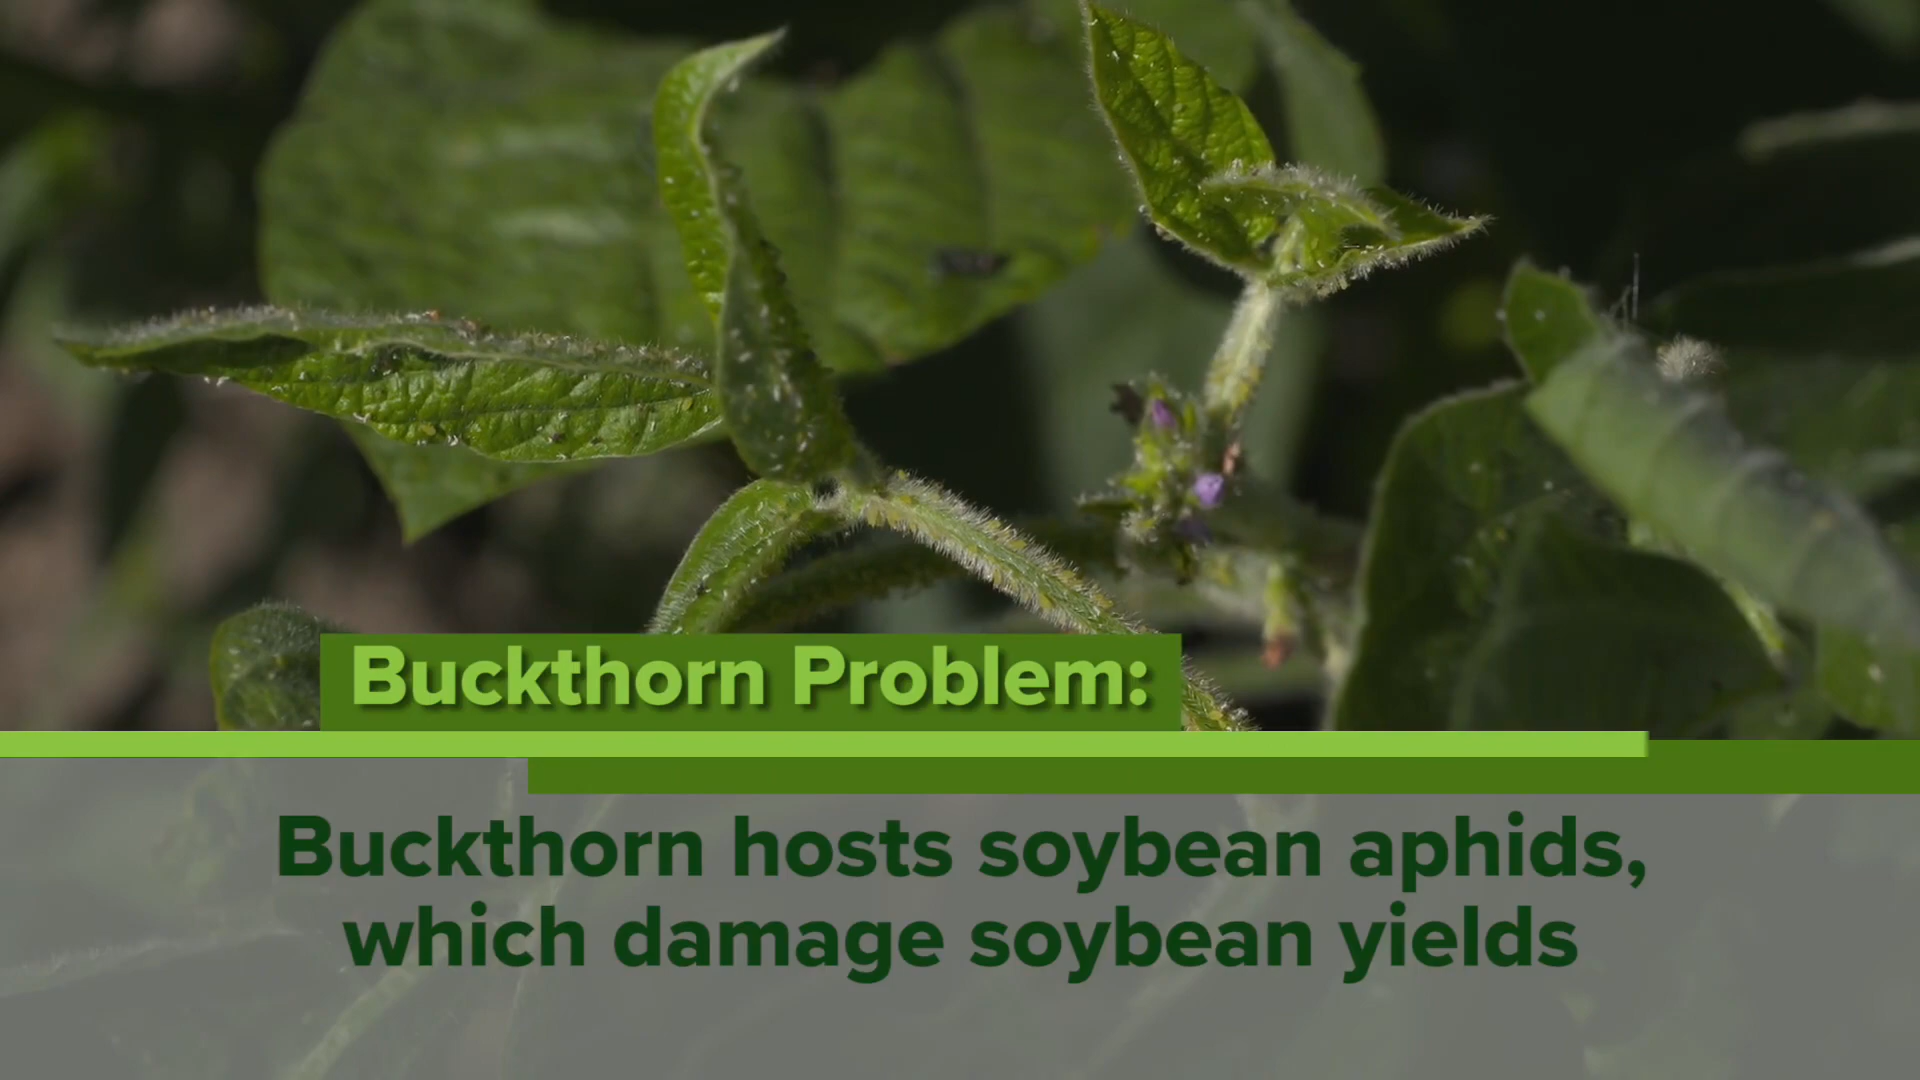 Buckthorn Problem:
Buckthorn hosts soybean aphids,
which damage soybean yields